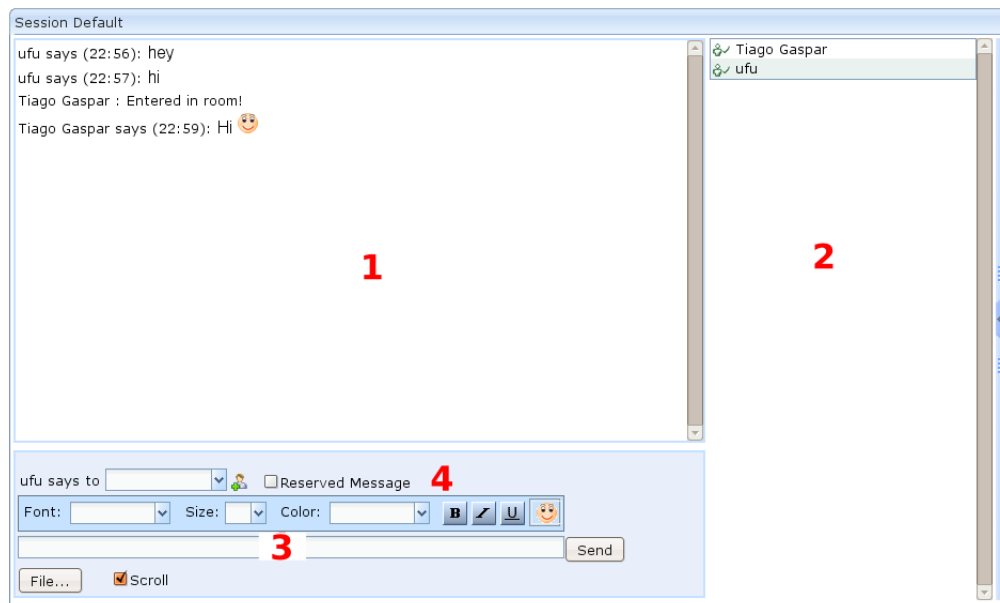 Session Default
ufu says (22:56): hey
ufu says (22:57): hi
Tiago Gaspar : Entered in room!
Tiago Gaspar says (22:59): Hi
1
Tiago Gaspar
ufu
2
ufu says to Reserved Message 4
Font: Size: Color: B I U
3 Send
File... Scroll